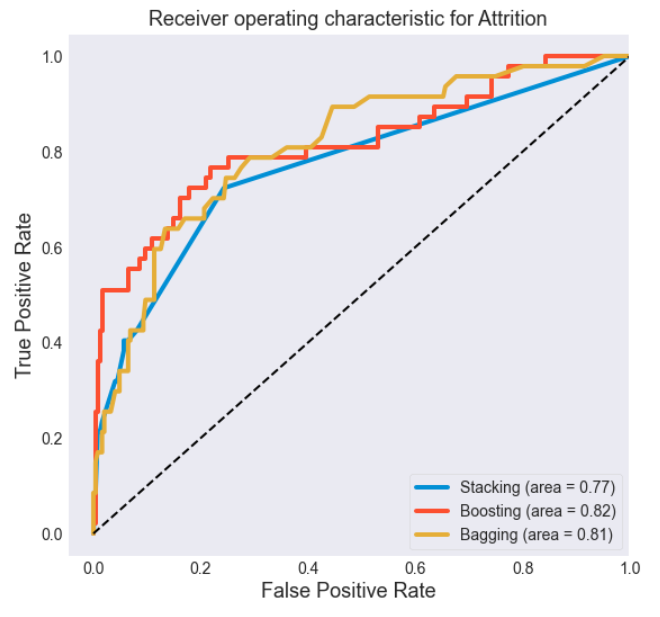 Receiver operating characteristic for Attrition
1.0
0.8
0.6
0.4
0.2
0.0
True Positive Rate
Stacking (area = 0.77)
Boosting (area = 0.82)
Bagging (area = 0.81)
0.0 0.2 0.4 0.6 0.8 1.0
False Positive Rate